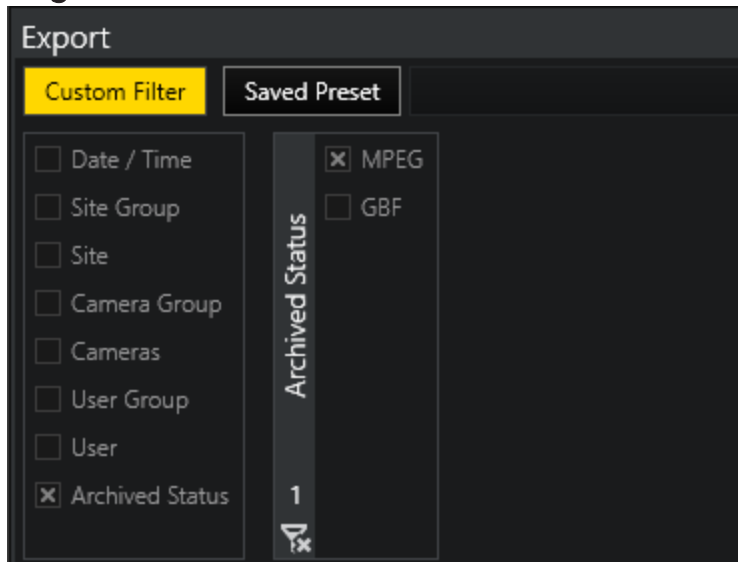 Export
Custom Filter
Saved Preset
Date / Time
Site Group
Site
Camera Group
Cameras
User Group
User
Archived Status
Archived Status
1
MPEG
GBF